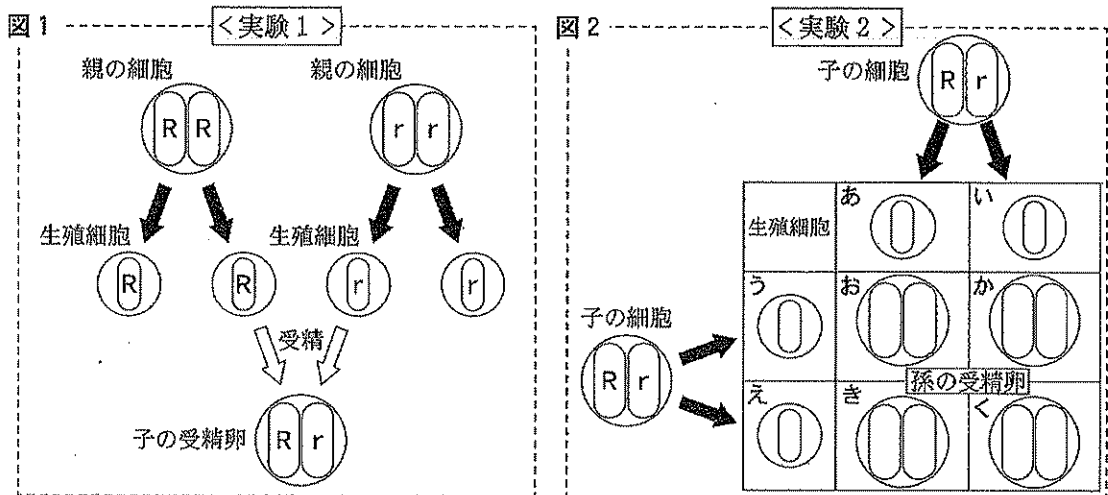 図1
<実験1>
親の細胞
親の細胞
R R
r r
生殖細胞
生殖細胞
R
R
r
r
受精
子の受精卵
R r
図2
<実験2>
子の細胞
R r
生殖細胞
あ
い
う
お
か
子の細胞
R r
孫の受精卵
え
き
く